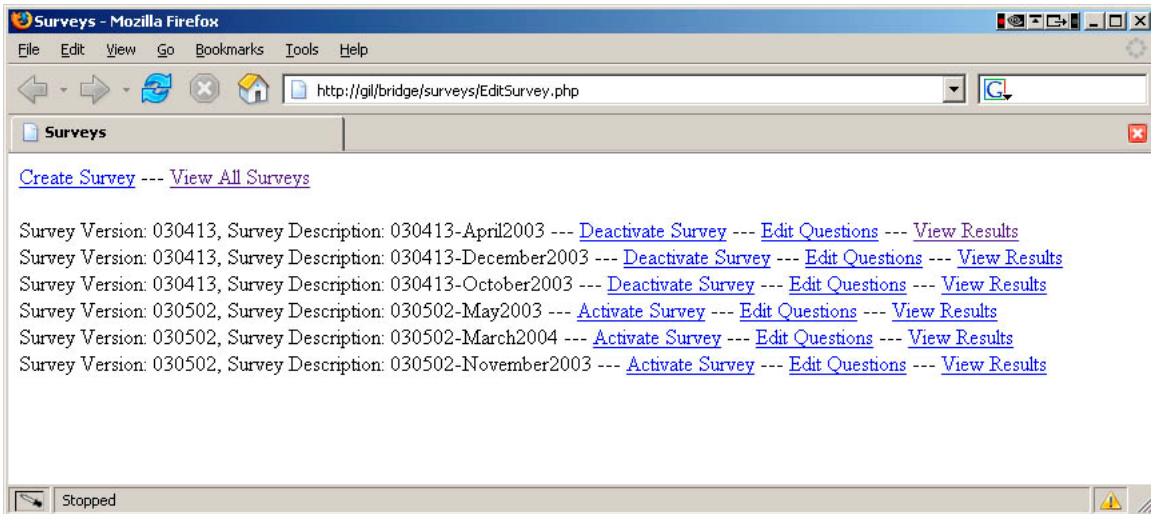 Surveys - Mozilla Firefox
File Edit View Go Bookmarks Tools Help
http://gil/bridge/surveys/EditSurvey.php
G
Surveys
Create Survey --- View All Surveys
Survey Version: 030413, Survey Description: 030413-April2003 --- Deactivate Survey --- Edit Questions --- View Results
Survey Version: 030413, Survey Description: 030413-December2003 --- Deactivate Survey --- Edit Questions --- View Results
Survey Version: 030413, Survey Description: 030413-October2003 --- Deactivate Survey --- Edit Questions --- View Results
Survey Version: 030502, Survey Description: 030502-May2003 --- Activate Survey --- Edit Questions --- View Results
Survey Version: 030502, Survey Description: 030502-March2004 --- Activate Survey --- Edit Questions --- View Results
Survey Version: 030502, Survey Description: 030502-November2003 --- Activate Survey --- Edit Questions --- View Results
Stopped